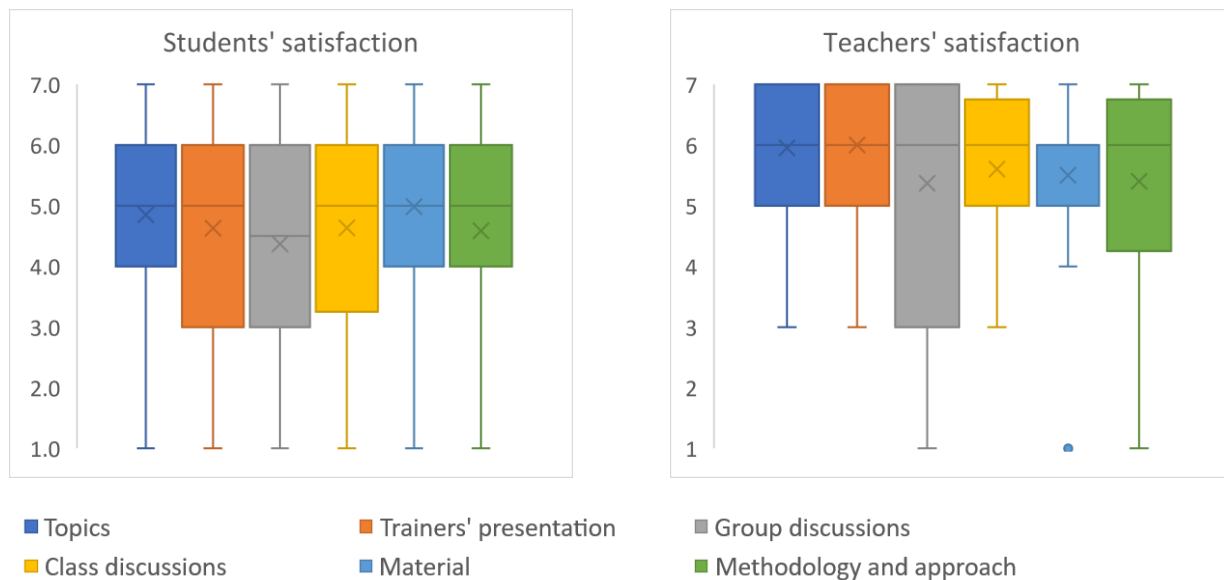 Students' satisfaction
7.0
6.0
5.0
4.0
3.0
2.0
1.0
Teachers' satisfaction
7
6
5
4
3
2
1
Topics
Trainers' presentation
Group discussions
Class discussions
Material
Methodology and approach